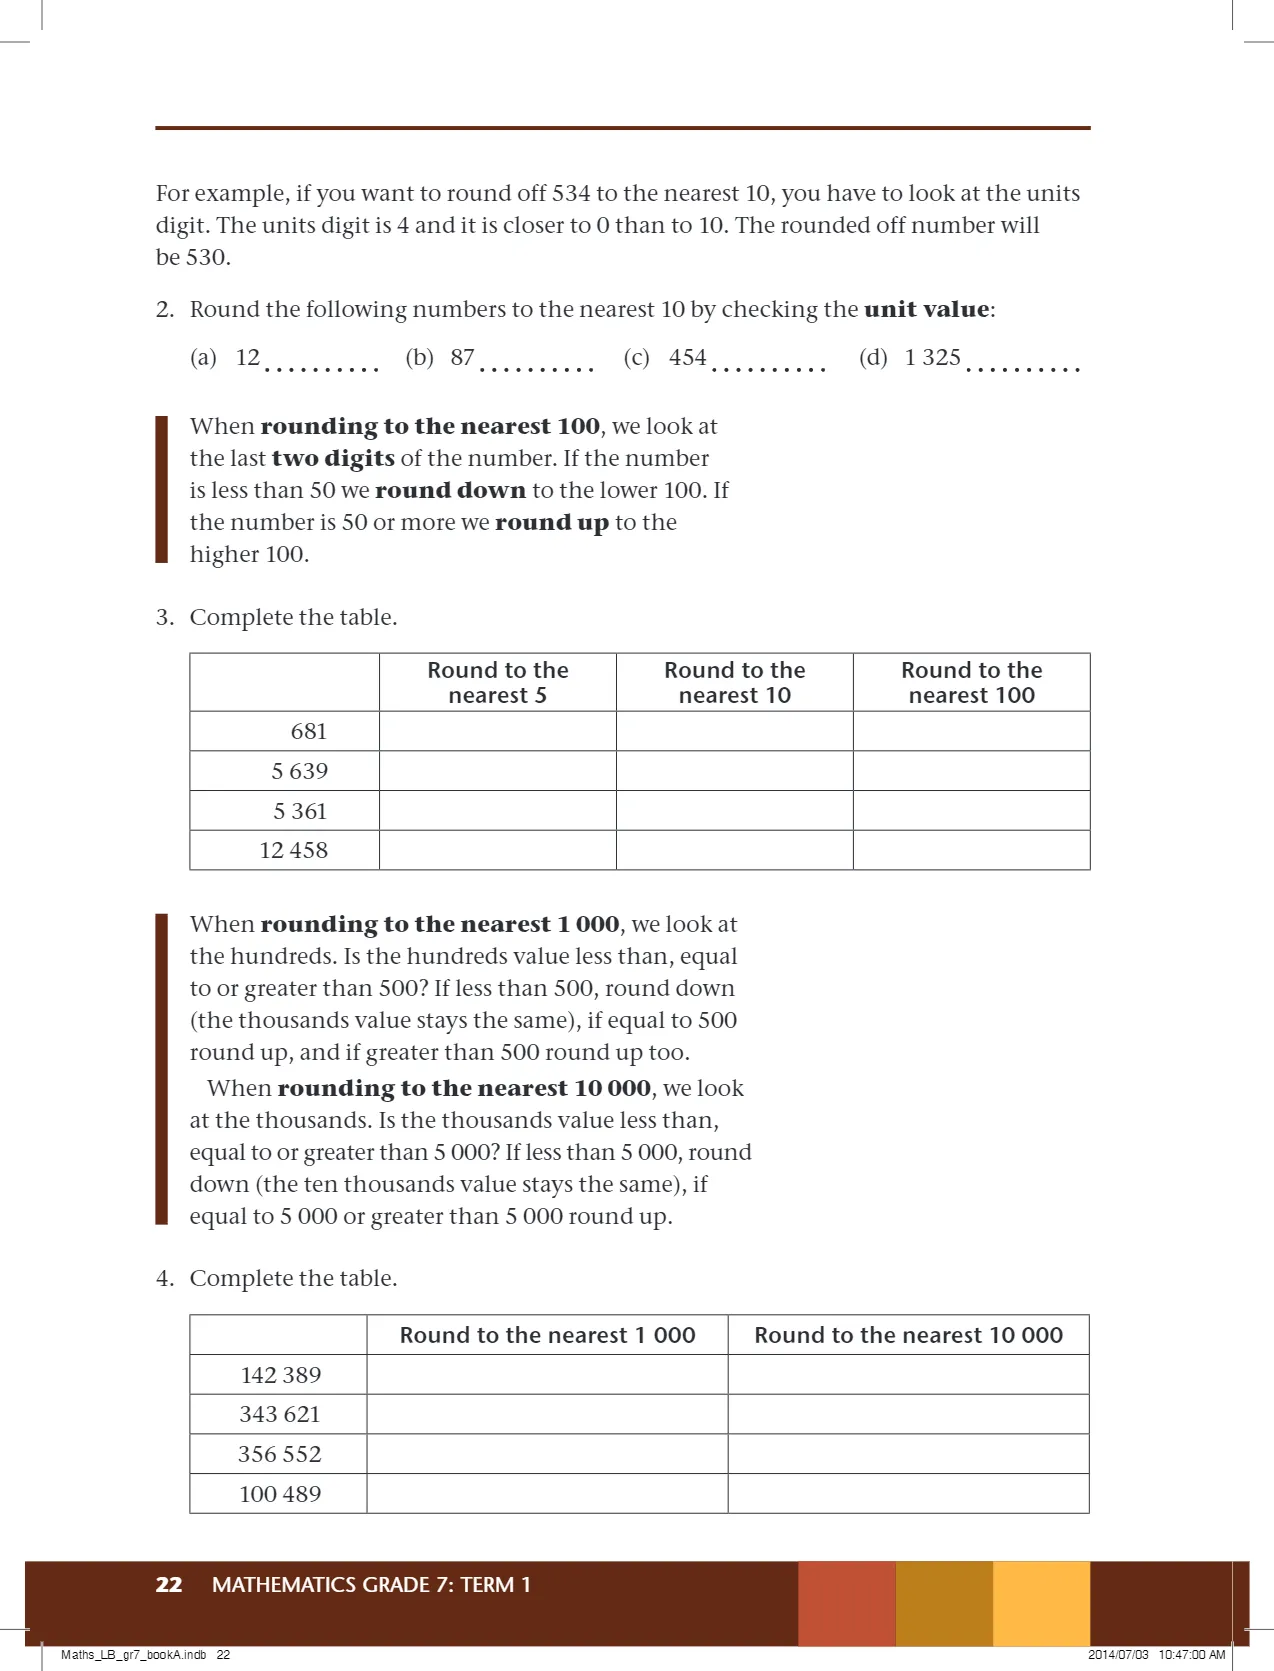 For example, if you want to round off 534 to the nearest 10, you have to look at the units
digit. The units digit is 4 and it is closer to 0 than to 10. The rounded off number will
be 530.
2. Round the following numbers to the nearest 10 by checking the unit value:
(a) 12 .......... (b) 87 .......... (c) 454 .......... (d) 1 325 ..........
When rounding to the nearest 100, we look at
the last two digits of the number. If the number
is less than 50 we round down to the lower 100. If
the number is 50 or more we round up to the
higher 100.
3. Complete the table.
Round to the nearest 5 Round to the nearest 10 Round to the nearest 100
681
5 639
5 361
12 458
When rounding to the nearest 1 000, we look at
the hundreds. Is the hundreds value less than, equal
to or greater than 500? If less than 500, round down
(the thousands value stays the same), if equal to 500
round up, and if greater than 500 round up too.
When rounding to the nearest 10 000, we look
at the thousands. Is the thousands value less than,
equal to or greater than 5 000? If less than 5 000, round
down (the ten thousands value stays the same), if
equal to 5 000 or greater than 5 000 round up.
4. Complete the table.
Round to the nearest 1 000 Round to the nearest 10 000
142 389
343 621
356 552
100 489
22 MATHEMATICS GRADE 7: TERM 1
Maths_LB_gr7_bookA.indb 22 2014/07/03 10:47:00 AM